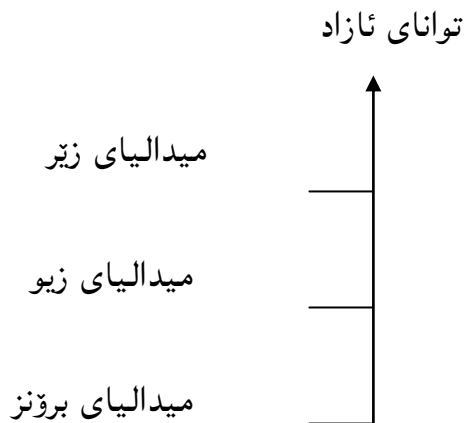 توانای ئازاد
میدالیای زێر
میدالیای زیو
میدالیای برۆنز